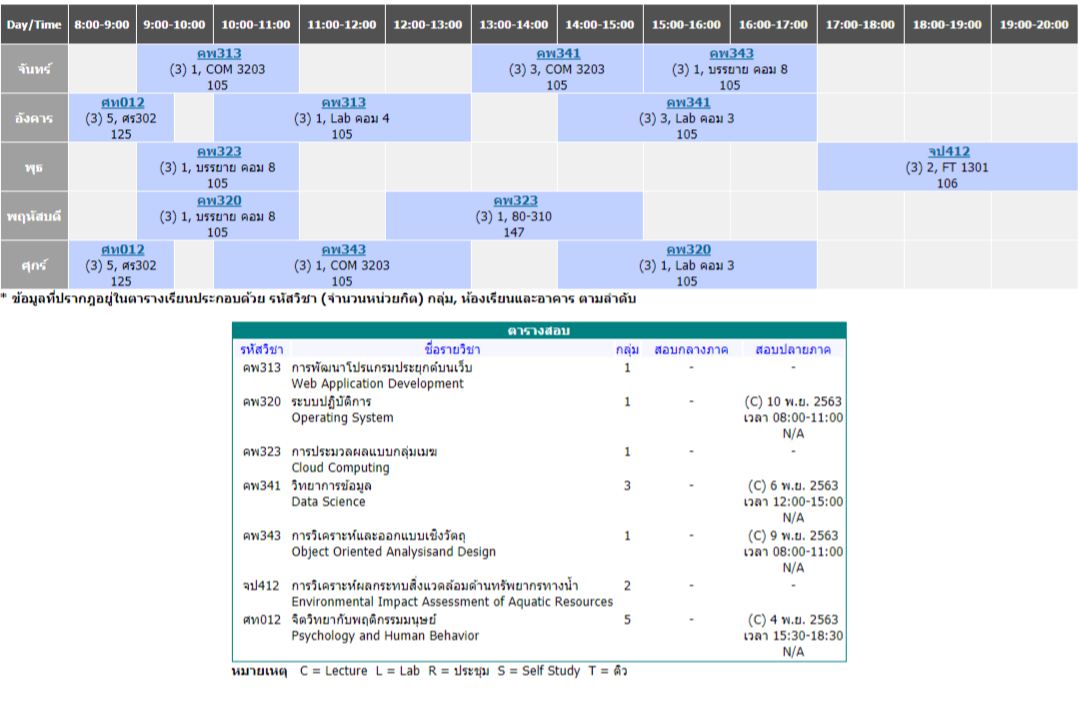 Day/Time 8:00-9:00 9:00-10:00 10:00-11:00 11:00-12:00 12:00-13:00 13:00-14:00 14:00-15:00 15:00-16:00 16:00-17:00 17:00-18:00 18:00-19:00 19:00-20:00
จันทร์
คพ313
(3) 1, COM 3203
105
คพ341
(3) 3, COM 3203
105
คพ343
(3) 1, บรรยาย คอม 8
105
อังคาร
ศท012
(3) 5, ศร302
125
คพ313
(3) 1, Lab คอม 4
105
คพ341
(3) 3, Lab คอม 3
105
พุธ
คพ323
(3) 1, บรรยาย คอม 8
105
จป412
(3) 2, FT 1301
106
พฤหัสบดี
คพ320
(3) 1, บรรยาย คอม 8
105
คพ323
(3) 1, 80-310
147
ศุกร์
ศท012
(3) 5, ศร302
125
คพ343
(3) 1, COM 3203
105
คพ320
(3) 1, Lab คอม 3
105
* ข้อมูลที่ปรากฎอยู่ในตารางเรียนประกอบด้วย รหัสวิชา (จำนวนหน่วยกิต) กลุ่ม, ห้องเรียนและอาคาร ตามลำดับ
ตารางสอบ
รหัสวิชา ชื่อรายวิชา กลุ่ม สอบกลางภาค สอบปลายภาค
คพ313 การพัฒนาโปรแกรมประยุกต์บนเว็บ 1 - -
Web Application Development
คพ320 ระบบปฏิบัติการ 1 - (C) 10 พ.ย. 2563
Operating System เวลา 08:00-11:00
N/A
คพ323 การประมวลผลแบบกลุ่มเมฆ 1 - -
Cloud Computing
คพ341 วิทยาการข้อมูล 3 - (C) 6 พ.ย. 2563
Data Science เวลา 12:00-15:00
N/A
คพ343 การวิเคราะห์และออกแบบเชิงวัตถุ 1 - (C) 9 พ.ย. 2563
Object Oriented Analysisand Design เวลา 08:00-11:00
N/A
จป412 การวิเคราะห์ผลกระทบสิ่งแวดล้อมด้านทรัพยากรทางน้ำ 2 - -
Environmental Impact Assessment of Aquatic Resources
ศท012 จิตวิทยากับพฤติกรรมมนุษย์ 5 - (C) 4 พ.ย. 2563
Psychology and Human Behavior เวลา 15:30-18:30
N/A
หมายเหตุ C = Lecture L = Lab R = ประชุม S = Self Study T = ติว